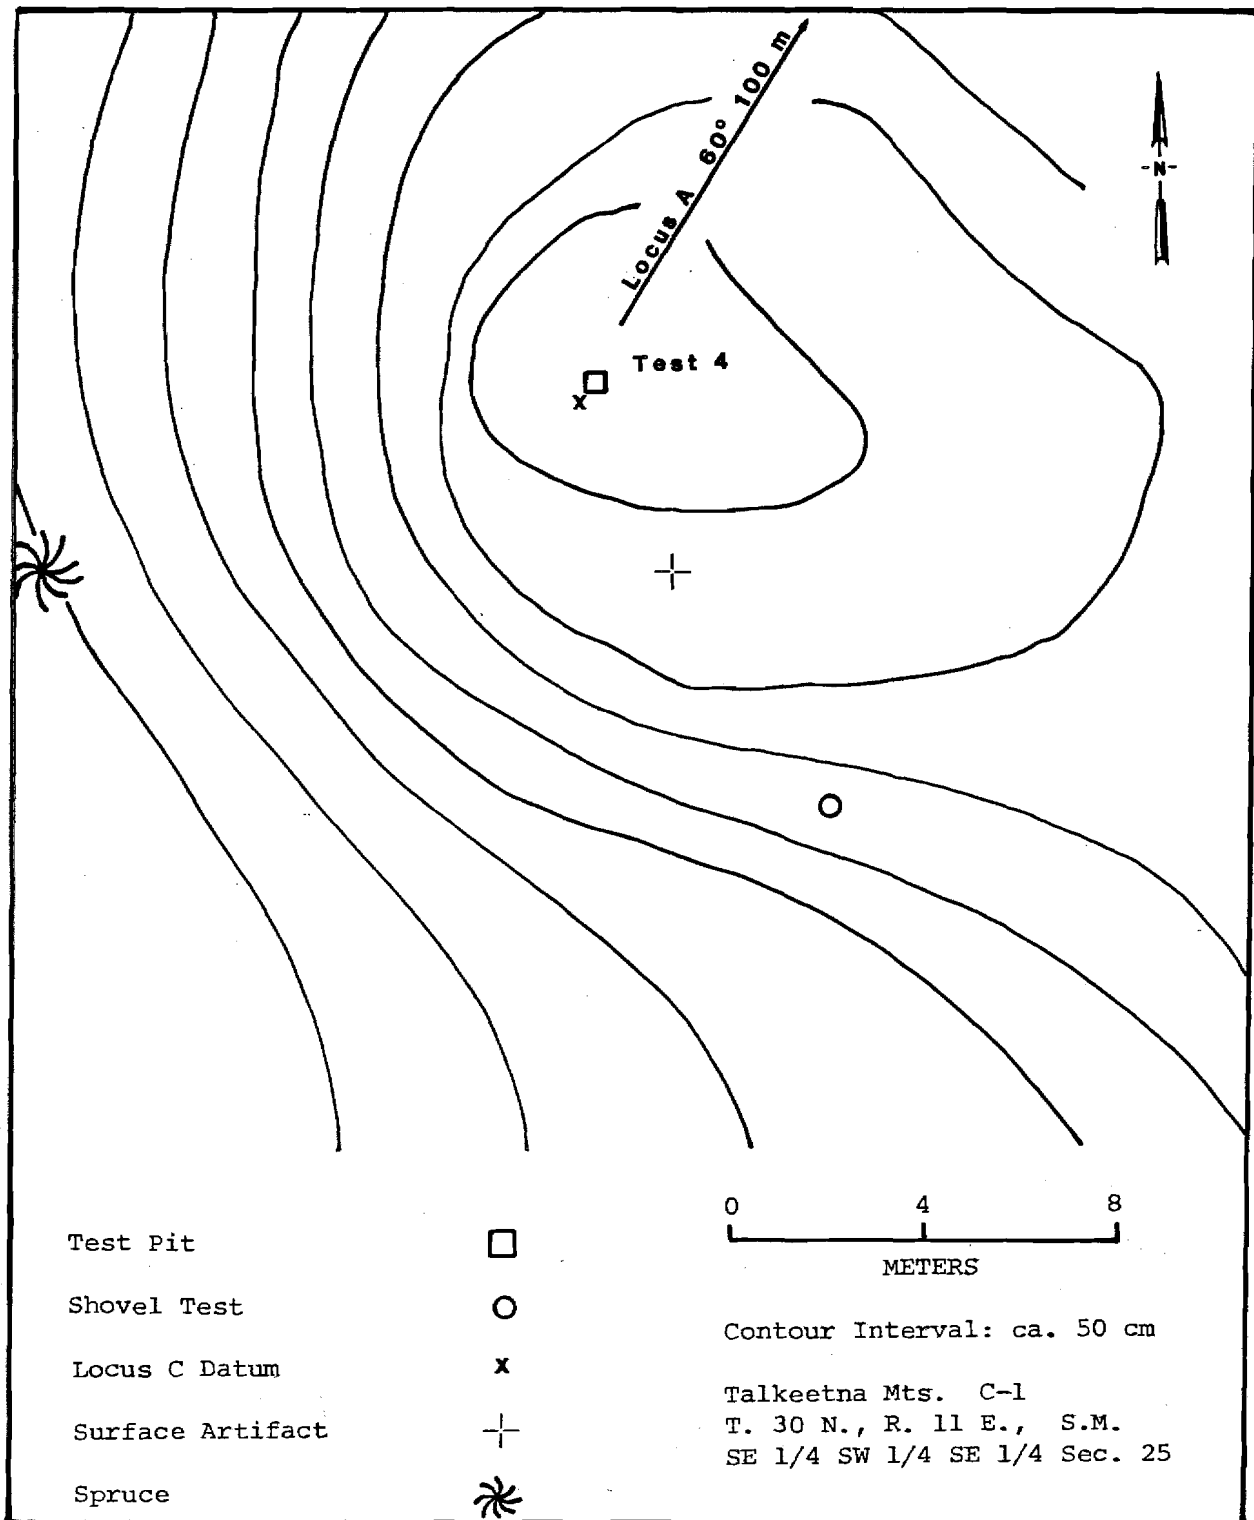 Locus A 60° 100 m
-N-
Test 4
x
0 4 8
METERS
Test Pit
Shovel Test
Locus C Datum x
Surface Artifact
Spruce
Contour Interval: ca. 50 cm
Talkeetna Mts. C-1
T. 30 N., R. 11 E., S.M.
SE 1/4 SW 1/4 SE 1/4 Sec. 25